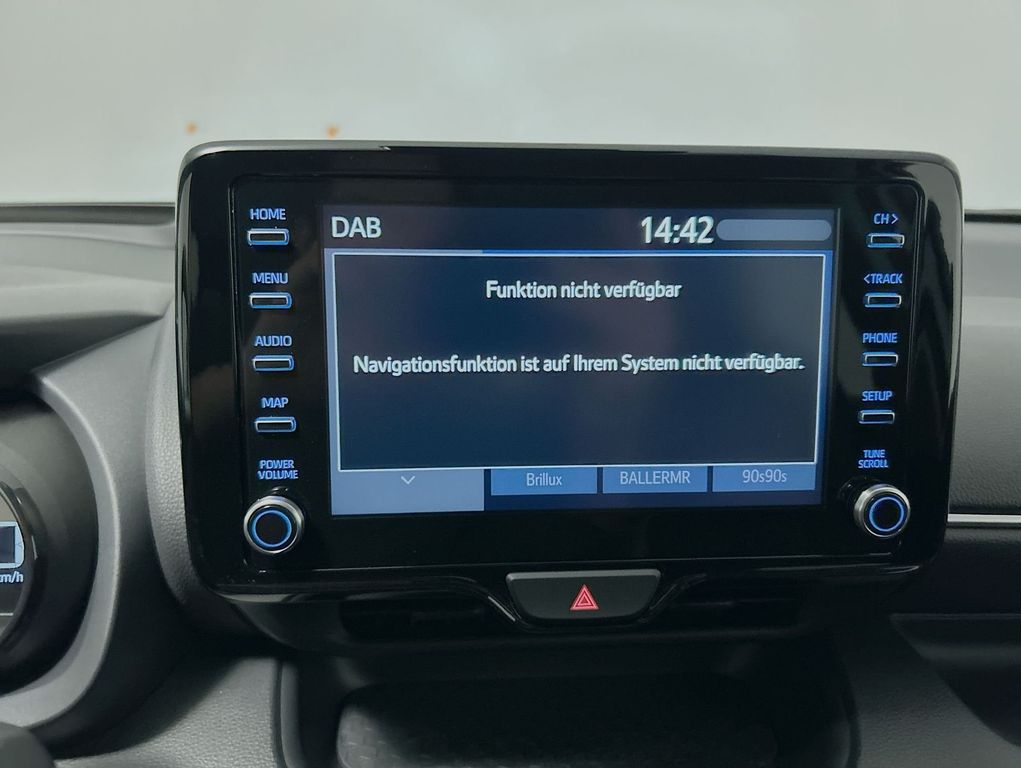 HOME
MENU
AUDIO
MAP
POWER
VOLUME
DAB
14:42
Funktion nicht verfügbar
Navigationsfunktion ist auf Ihrem System nicht verfügbar.
Brillux
BALLERMR
90s90s
CH >
< TRACK
PHONE
SETUP
TUNE
SCROLL
km/h